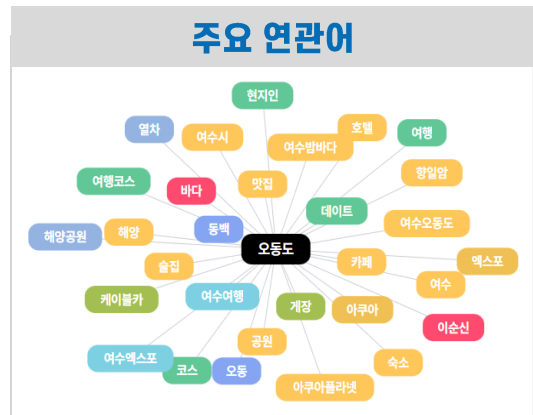 주요 연관어
현지인
열차
여수시
호텔
여수밤바다
여행
향일암
맛집
여행코스
바다
데이트
동백
여수오동도
해양공원
해양
오동도
카페
엑스포
술집
여수
케이블카
여수여행
게장
아쿠아
이순신
공원
여수엑스포
코스
오동
숙소
아쿠아플라넷